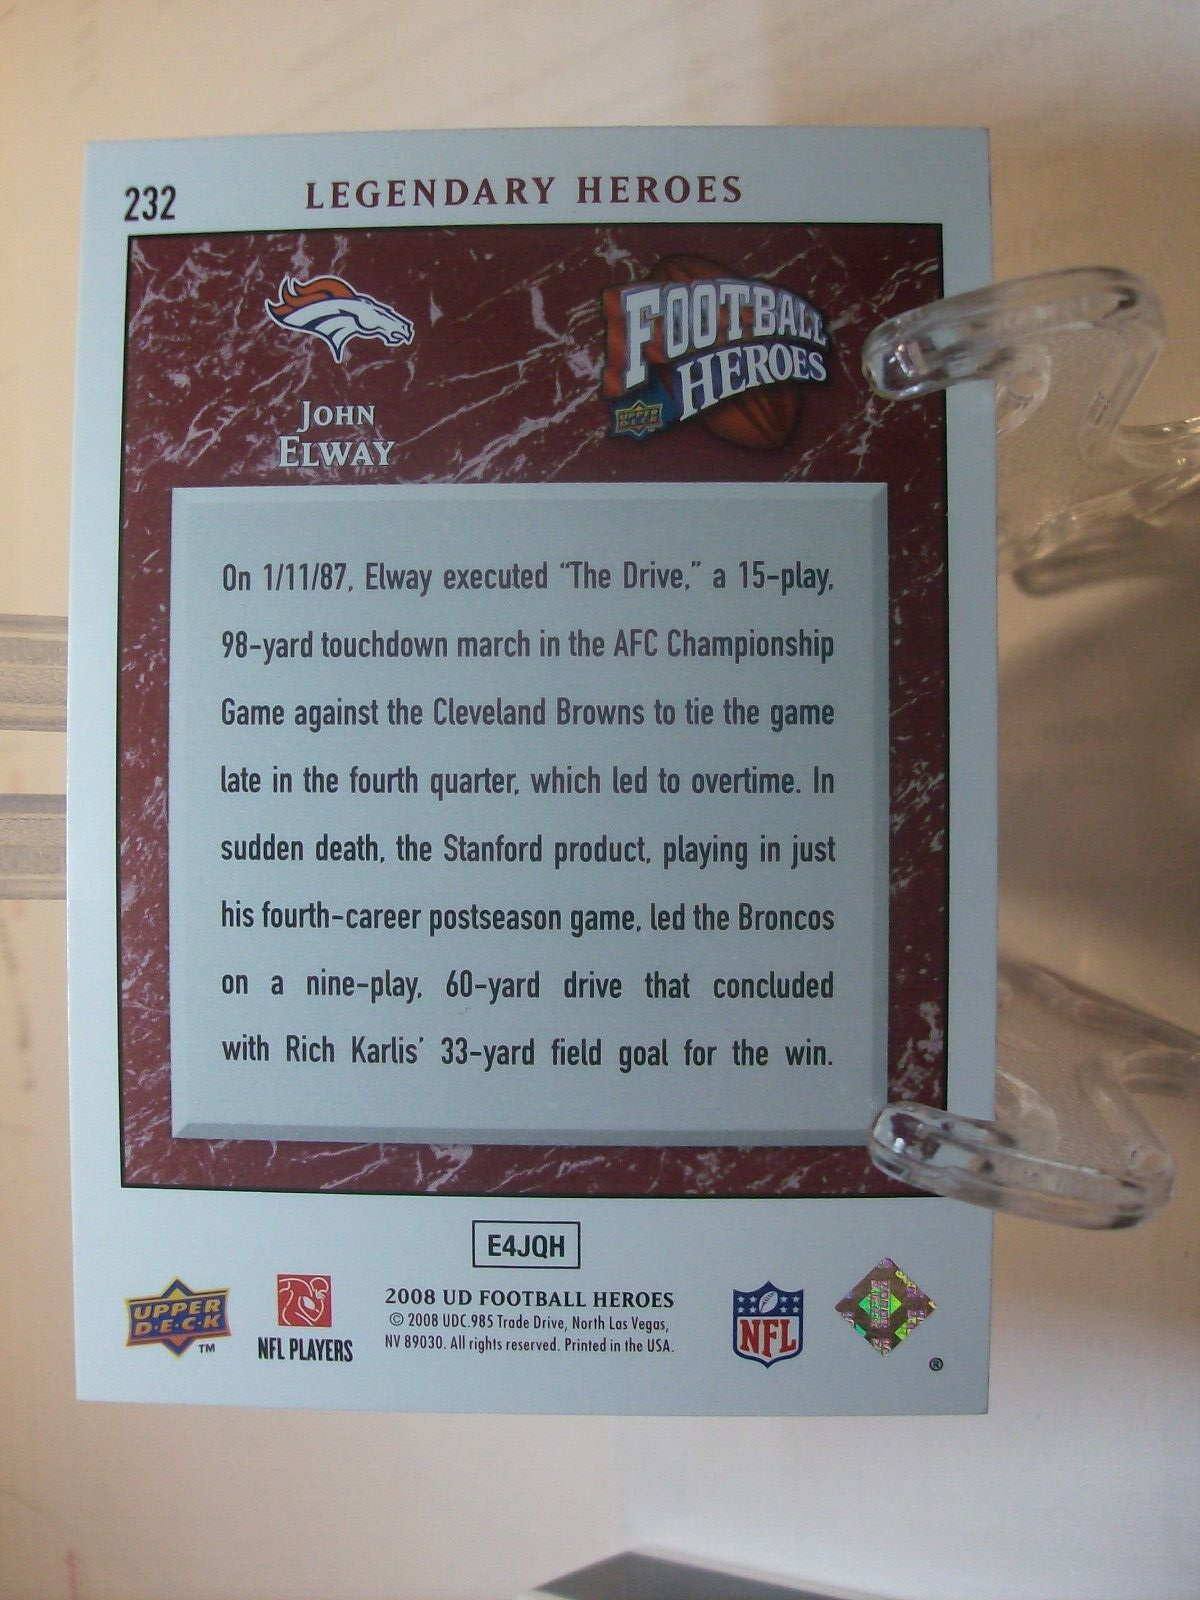 232
LEGENDARY HEROES
FOOTBALL
HEROES
UPPER
DECK
JOHN
ELWAY
On 1/11/87, Elway executed “The Drive,” a 15-play,
98-yard touchdown march in the AFC Championship
Game against the Cleveland Browns to tie the game
late in the fourth quarter, which led to overtime. In
sudden death, the Stanford product, playing in just
his fourth-career postseason game, led the Broncos
on a nine-play, 60-yard drive that concluded
with Rich Karlis’ 33-yard field goal for the win.
E4JQH
UPPER
D·E·C·K
TM
NFL PLAYERS
2008 UD FOOTBALL HEROES
© 2008 UDC. 985 Trade Drive, North Las Vegas,
NV 89030. All rights reserved. Printed in the USA.
NFL
®